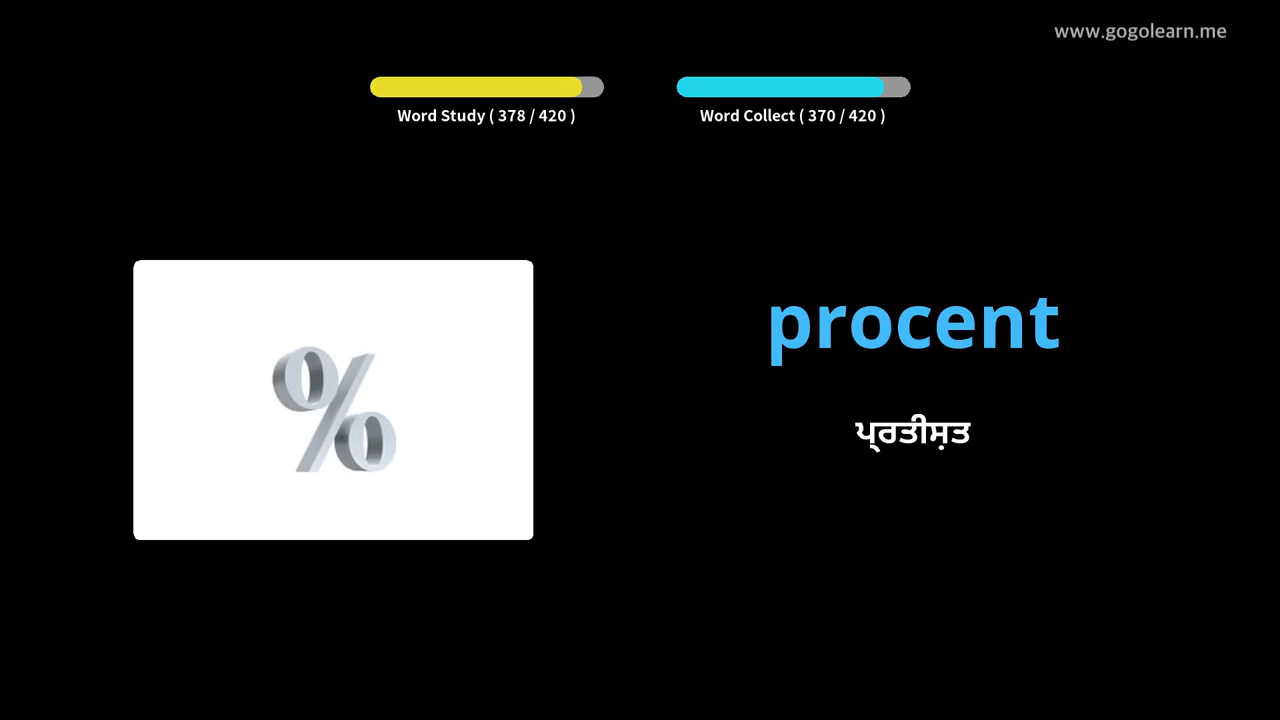 www.gogolearn.me
Word Study ( 378 / 420 )
Word Collect ( 370 / 420 )
%
procent
ਪ੍ਰਤੀਸ਼ਤ